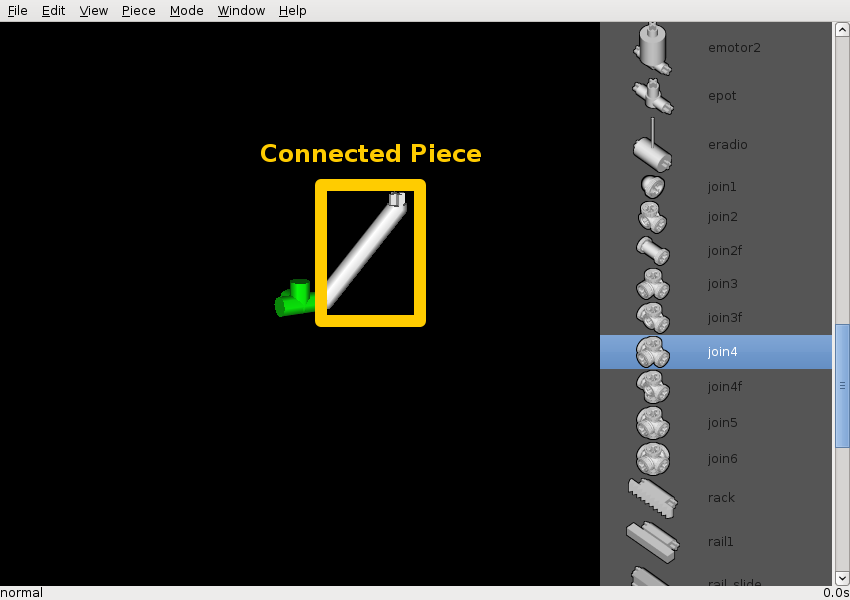 File Edit View Piece Mode Window Help
emotor2
epot
Connected Piece
eradio
join1
join2
join2f
join3
join3f
join4
join4f
join5
join6
rack
rail1
rail_slide
normal 0.0s